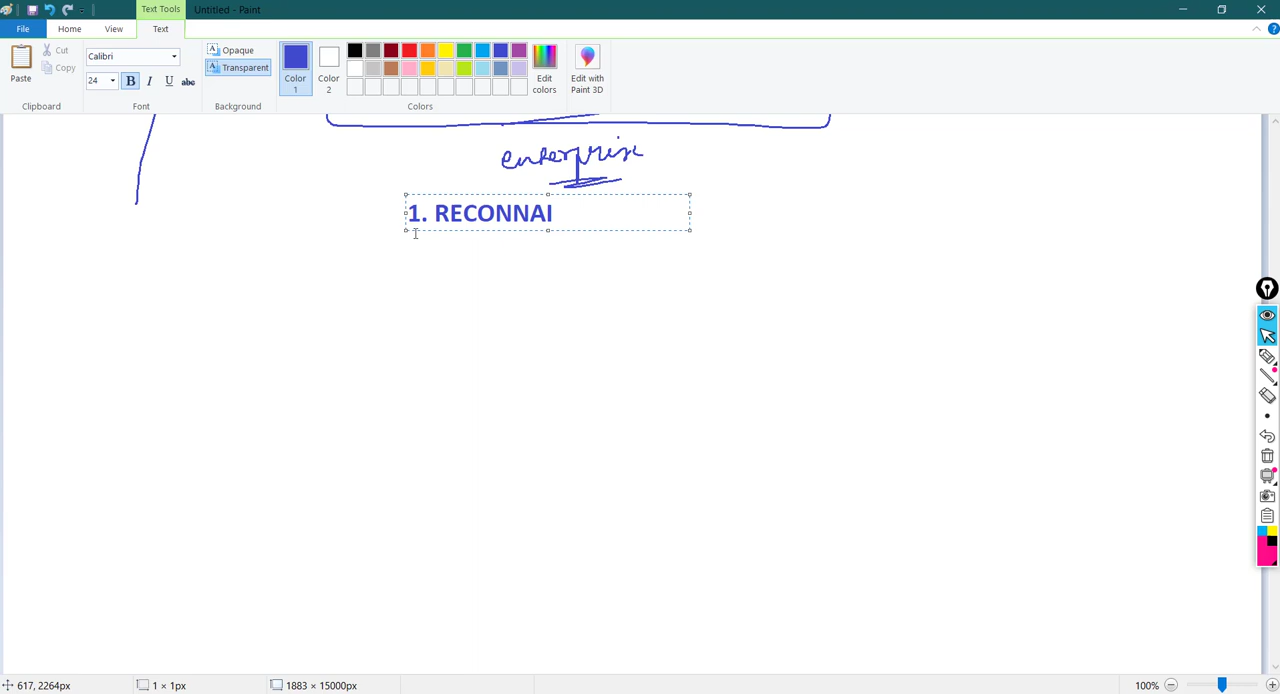 Text Tools
Untitled - Paint
File
Home
View
Text
Paste
Cut
Copy
Clipboard
Calibri
24
B I U abc
Font
Opaque
Transparent
Background
Color 1
Color 2
Edit colors
Edit with Paint 3D
Colors
enterprise
1. RECONNAI
617, 2264px
1 × 1px
1883 × 15000px
100%